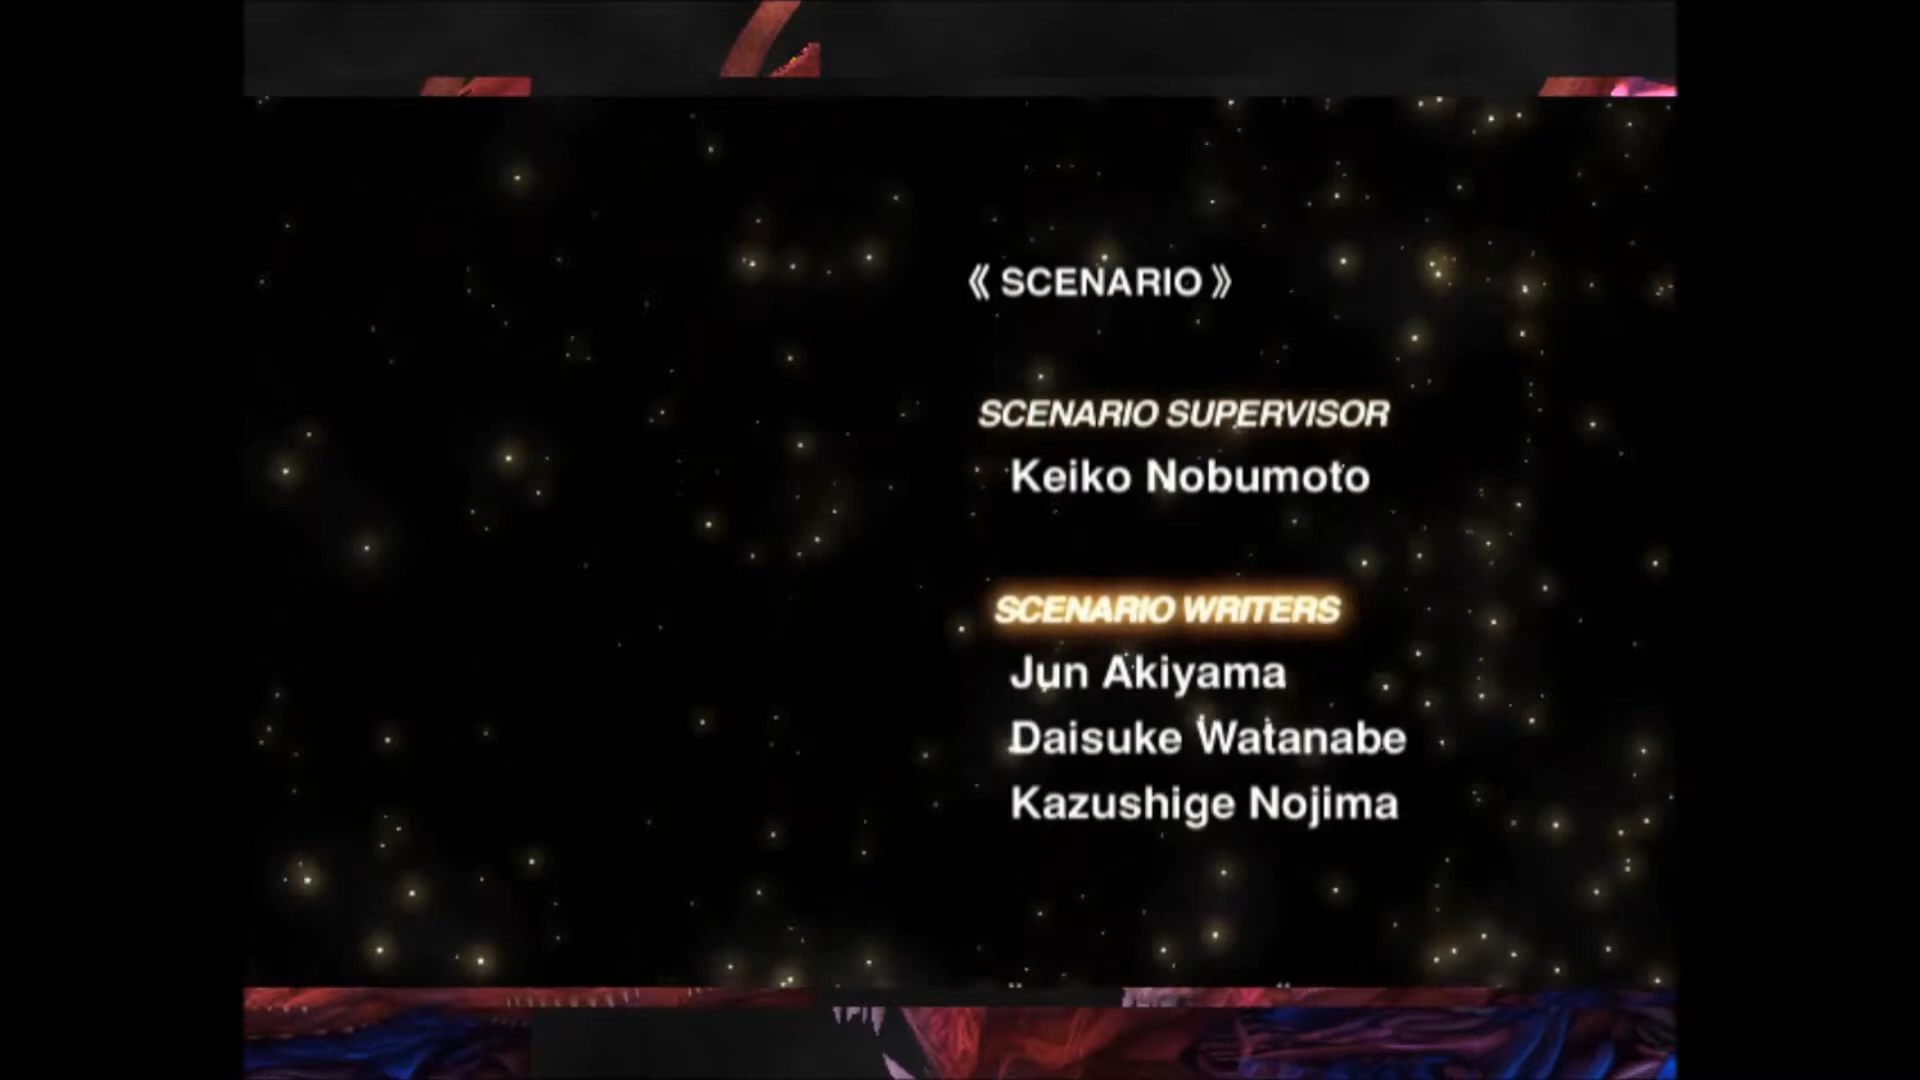 《 SCENARIO 》
SCENARIO SUPERVISOR
Keiko Nobumoto
SCENARIO WRITERS
Jun Akiyama
Daisuke Watanabe
Kazushige Nojima